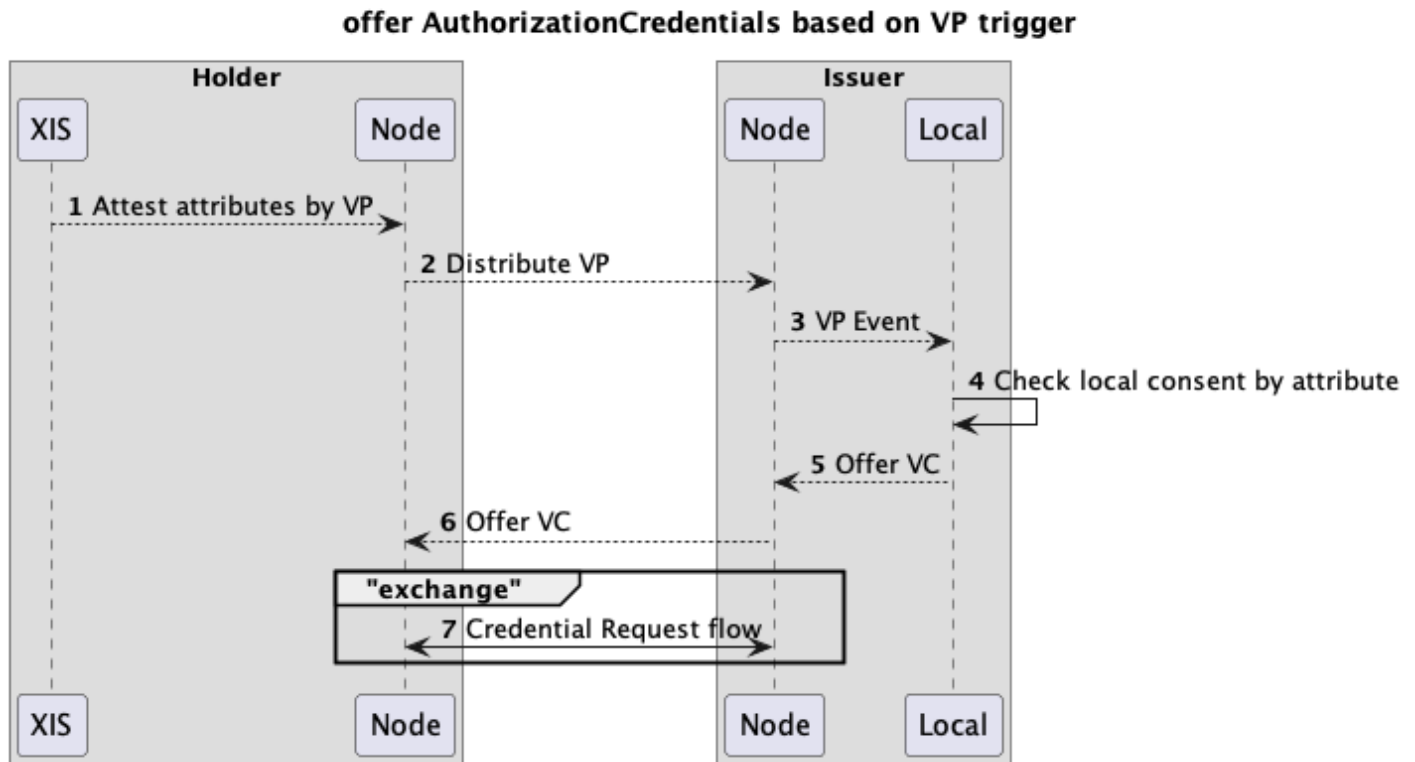 offer AuthorizationCredentials based on VP trigger
Holder
Issuer
XIS
Node
Node
Local
1 Attest attributes by VP
2 Distribute VP
3 VP Event
4 Check local consent by attribute
5 Offer VC
6 Offer VC
"exchange"
7 Credential Request flow
XIS
Node
Node
Local